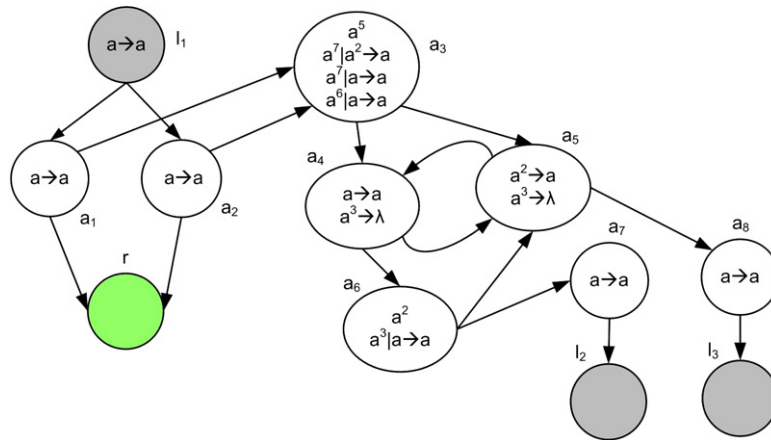 a→a
l₁
a⁵
a⁷|a²→a
a⁷|a→a
a⁶|a→a
a₃
a→a
a₁
a→a
a₂
a₄
a→a
a³→λ
a₅
a²→a
a³→λ
r
a₆
a²
a³|a→a
a₇
a→a
a₈
a→a
l₂
l₃